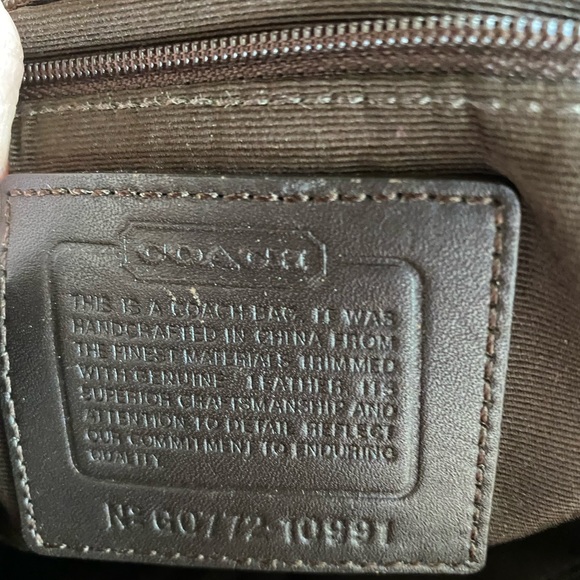 COACH
THIS IS A COACH BAG. IT WAS
HANDCRAFTED IN CHINA FROM
THE FINEST MATERIALS TRIMMED
WITH GENUINE LEATHER. ITS
SUPERIOR CRAFTSMANSHIP AND
ATTENTION TO DETAIL REFLECT
OUR COMMITMENT TO ENDURING
QUALITY.
Nº G0772-10991